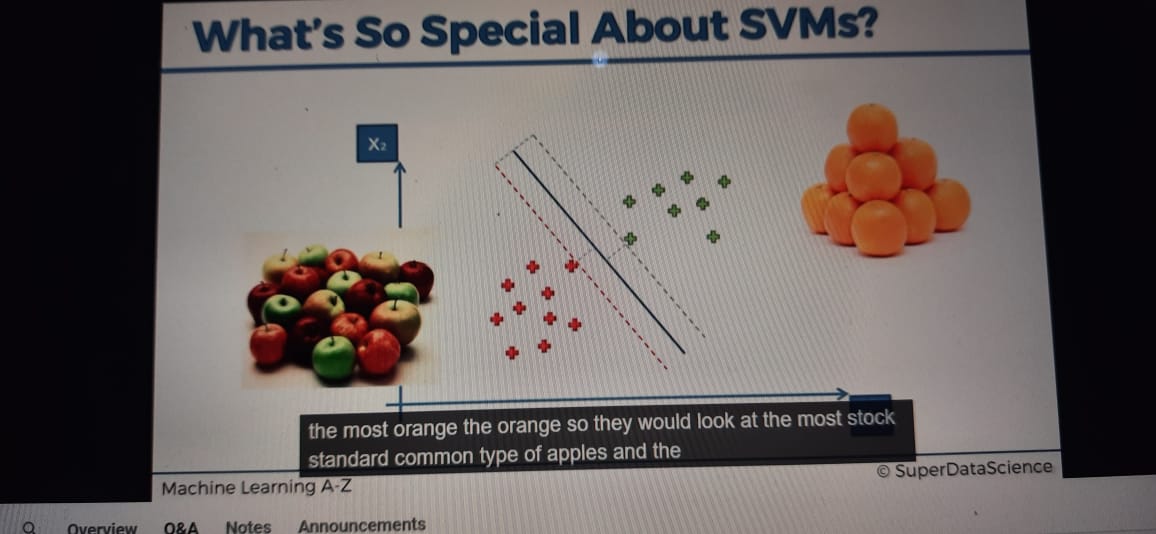 What's So Special About SVMs?
X₂
the most orange the orange so they would look at the most stock
standard common type of apples and the
© SuperDataScience
Machine Learning A-Z
Overview Q&A Notes Announcements